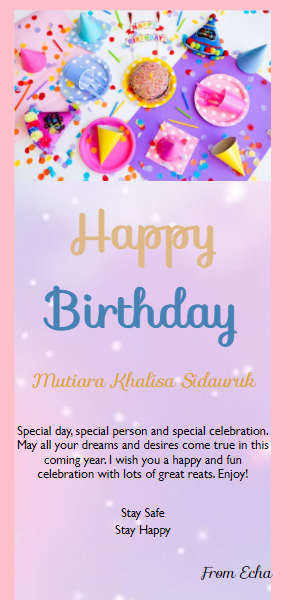 HAPPY
BIRTHDAY
Happy
Birthday
Mutiara Khalisa Sidauruk
Special day, special person and special celebration.
May all your dreams and desires come true in this
coming year. I wish you a happy and fun
celebration with lots of great reats. Enjoy!
Stay Safe
Stay Happy
From Echa